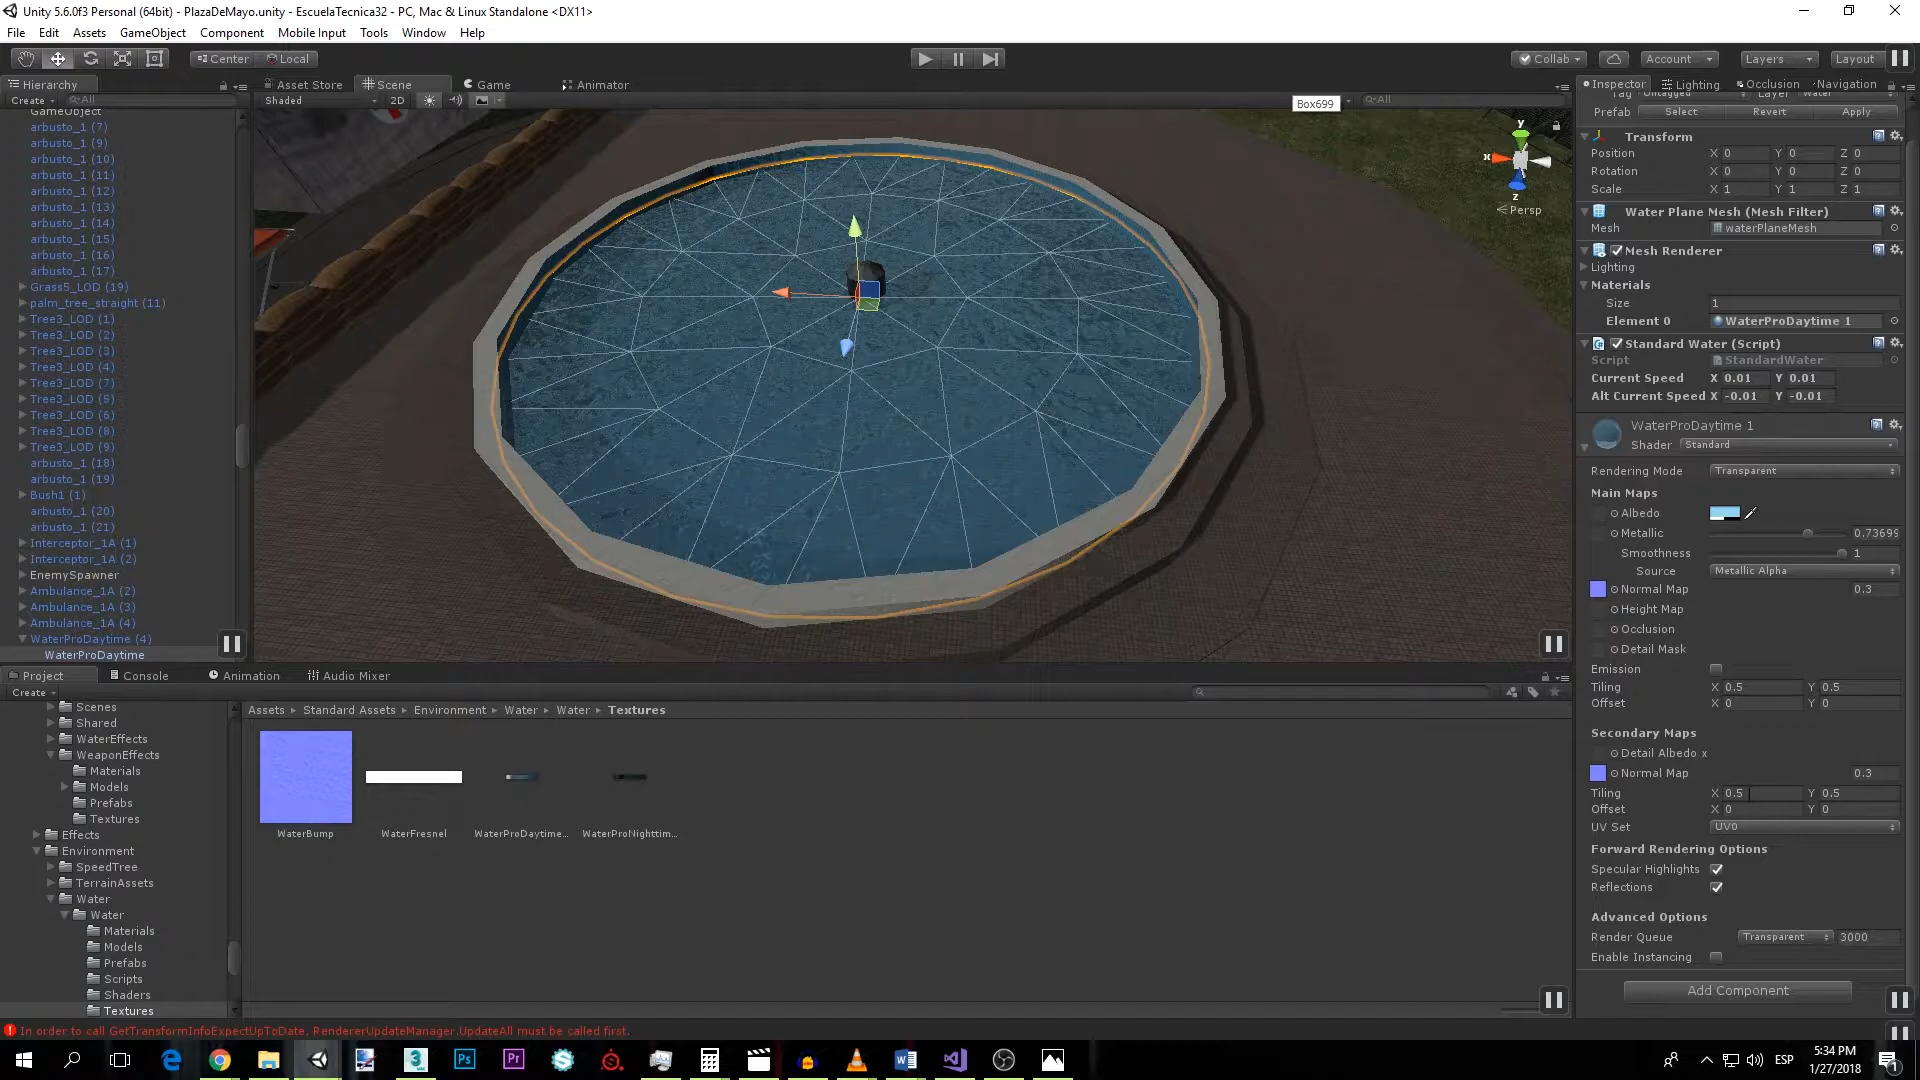 Unity 5.6.0f3 Personal (64bit) - PlazaDeMayo.unity - EscuelaTecnica32 - PC, Mac & Linux Standalone <DX11>
File Edit Assets GameObject Component Mobile Input Tools Window Help
Center Local Collab Account Layers Layout
Hierarchy Asset Store Scene Game Animator Inspector Lighting Occlusion Navigation
Create All Shaded 2D Box699 All
Tag Untagged Layer Water
Prefab Select Revert Apply
GameObject
arbusto_1 (7)
arbusto_1 (9)
arbusto_1 (10)
arbusto_1 (11)
arbusto_1 (12)
arbusto_1 (13)
arbusto_1 (14)
arbusto_1 (15)
arbusto_1 (16)
arbusto_1 (17)
Grass5_LOD (19)
palm_tree_straight (11)
Tree3_LOD (1)
Tree3_LOD (2)
Tree3_LOD (3)
Tree3_LOD (4)
Tree3_LOD (7)
Tree3_LOD (5)
Tree3_LOD (6)
Tree3_LOD (8)
Tree3_LOD (9)
arbusto_1 (18)
arbusto_1 (19)
Bush1 (1)
arbusto_1 (20)
arbusto_1 (21)
Interceptor_1A (1)
Interceptor_1A (2)
EnemySpawner
Ambulance_1A (2)
Ambulance_1A (3)
Ambulance_1A (4)
WaterProDaytime (4)
WaterProDaytime
y
x
z
Persp
Transform
Position X 0 Y 0 Z 0
Rotation X 0 Y 0 Z 0
Scale X 1 Y 1 Z 1
Water Plane Mesh (Mesh Filter)
Mesh waterPlaneMesh
Mesh Renderer
Lighting
Materials
Size 1
Element 0 WaterProDaytime 1
Standard Water (Script)
Script StandardWater
Current Speed X 0.01 Y 0.01
Alt Current Speed X -0.01 Y -0.01
WaterProDaytime 1
Shader Standard
Rendering Mode Transparent
Main Maps
Albedo
Metallic 0.73699
Smoothness 1
Source Metallic Alpha
Normal Map 0.3
Height Map
Occlusion
Detail Mask
Emission
Tiling X 0.5 Y 0.5
Offset X 0 Y 0
Secondary Maps
Detail Albedo x
Normal Map 0.3
Tiling X 0.5 Y 0.5
Offset X 0 Y 0
UV Set UV0
Forward Rendering Options
Specular Highlights
Reflections
Advanced Options
Render Queue Transparent 3000
Enable Instancing
Add Component
Project Console Animation Audio Mixer
Create
Assets Standard Assets Environment Water Water Textures
Scenes
Shared
WaterEffects
WeaponEffects
Materials
Models
Prefabs
Textures
Effects
Environment
SpeedTree
TerrainAssets
Water
Water
Materials
Models
Prefabs
Scripts
Shaders
Textures
WaterBump WaterFresnel WaterProDaytime... WaterProNighttim...
In order to call GetTransformInfoExpectUpToDate, RendererUpdateManager.UpdateAll must be called first.
Ps Pr ESP
5:34 PM
1/27/2018
1